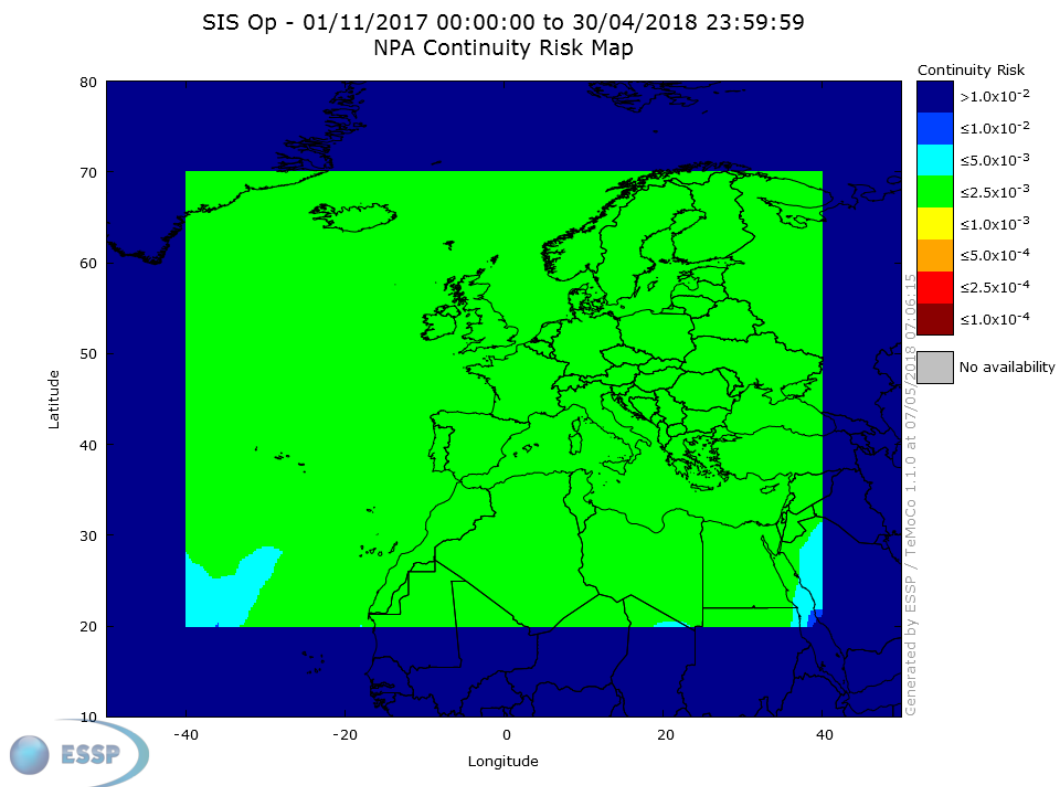 SIS Op - 01/11/2017 00:00:00 to 30/04/2018 23:59:59
NPA Continuity Risk Map
Continuity Risk
>1.0x10⁻²
≤1.0x10⁻²
≤5.0x10⁻³
≤2.5x10⁻³
≤1.0x10⁻³
≤5.0x10⁻⁴
≤2.5x10⁻⁴
≤1.0x10⁻⁴
No availability
80
70
60
50
40
30
20
10
Latitude
-40
-20
0
20
40
Longitude
Generated by ESSP / TeMoCo 1.1.0 at 07/05/2018 07:06:15
ESSP